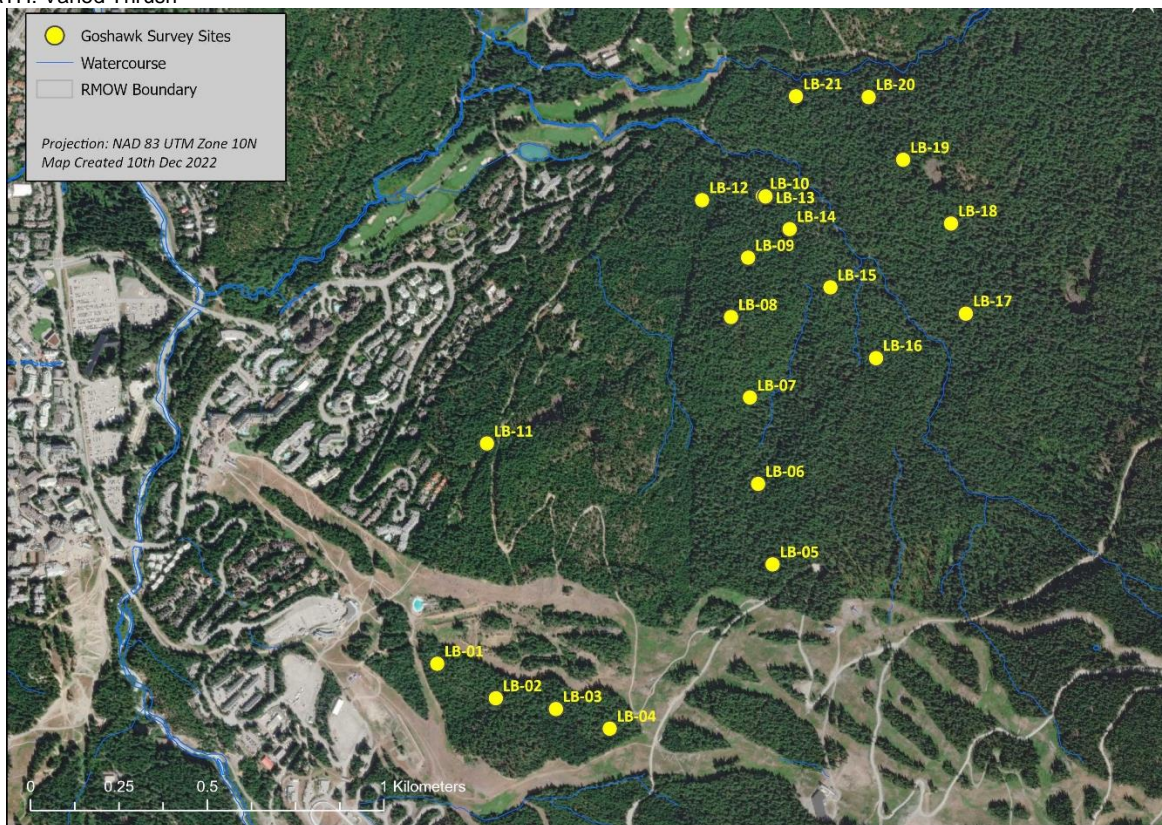 Goshawk Survey Sites
Watercourse
RMOW Boundary
Projection: NAD 83 UTM Zone 10N
Map Created 10th Dec 2022
LB-21
LB-20
LB-19
LB-12
LB-10
LB-13
LB-18
LB-14
LB-09
LB-15
LB-08
LB-17
LB-16
LB-07
LB-11
LB-06
LB-05
LB-01
LB-02
LB-03
LB-04
0 0.25 0.5 1 Kilometers